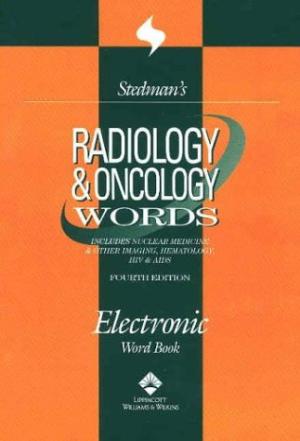 Stedman's
RADIOLOGY
& ONCOLOGY
WORDS
INCLUDES NUCLEAR MEDICINE
& OTHER IMAGING, HEMATOLOGY,
HIV & AIDS
FOURTH EDITION
Electronic
Word Book
LIPPINCOTT
WILLIAMS & WILKINS